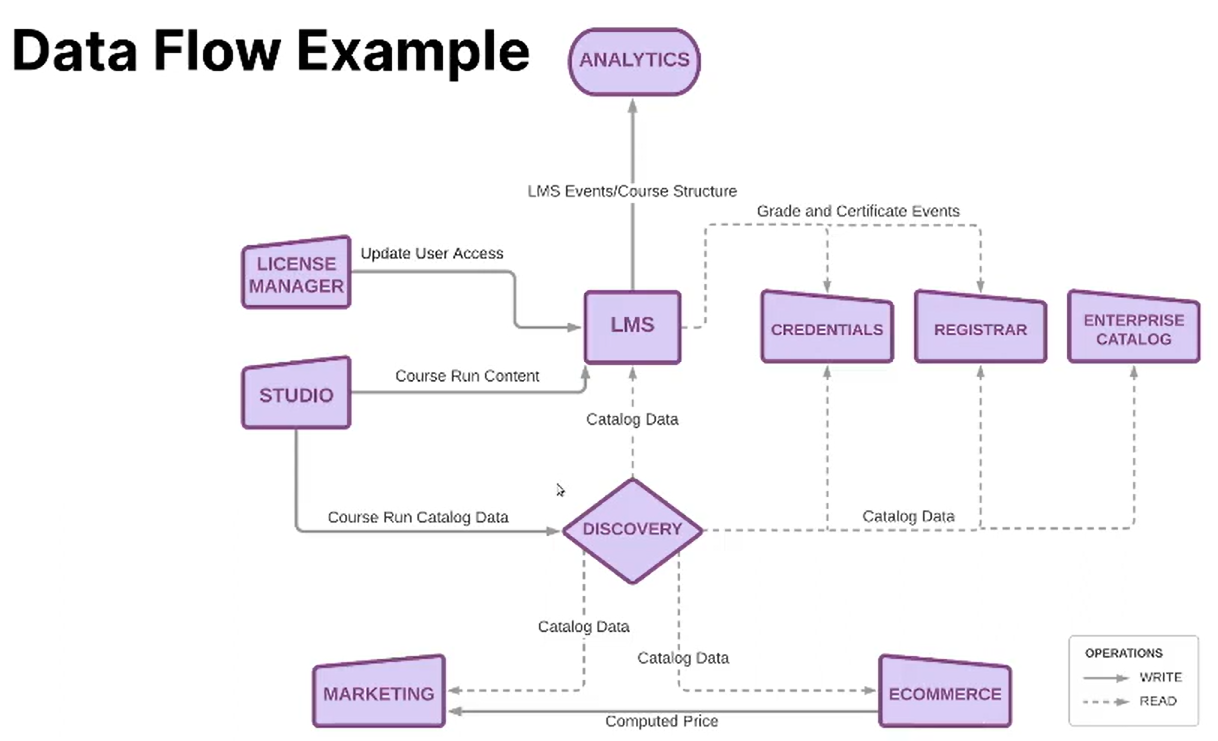 Data Flow Example
ANALYTICS
LMS Events/Course Structure
Grade and Certificate Events
LICENSE
MANAGER
Update User Access
LMS
CREDENTIALS
REGISTRAR
ENTERPRISE
CATALOG
STUDIO
Course Run Content
Catalog Data
Course Run Catalog Data
DISCOVERY
Catalog Data
Catalog Data
Catalog Data
MARKETING
ECOMMERCE
Computed Price
OPERATIONS
WRITE
READ